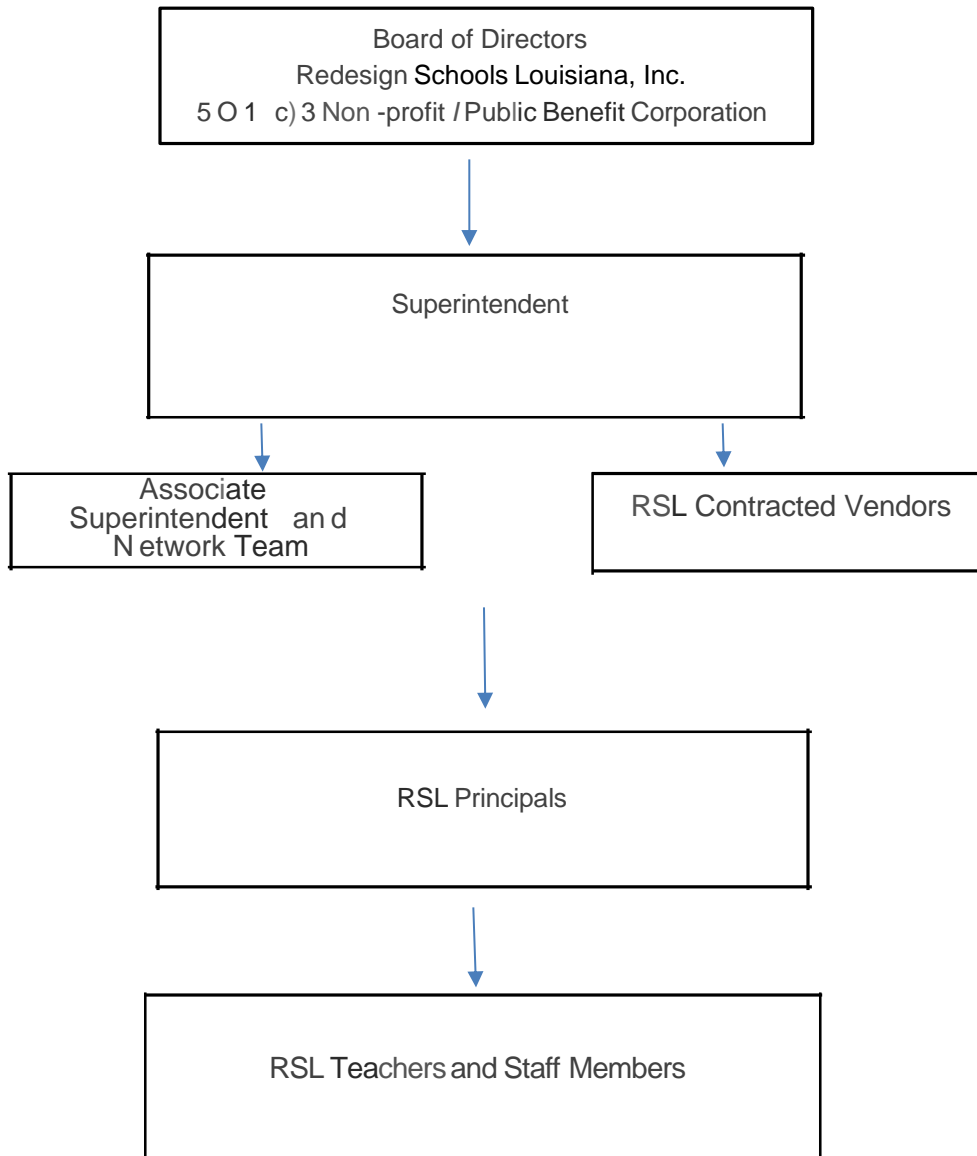 Board of Directors
Redesign Schools Louisiana, Inc.
5 O 1 c) 3 Non -profit / Public Benefit Corporation
Superintendent
Associate
Superintendent an d
N etwork Team
RSL Contracted Vendors
RSL Principals
RSL Teachers and Staff Members